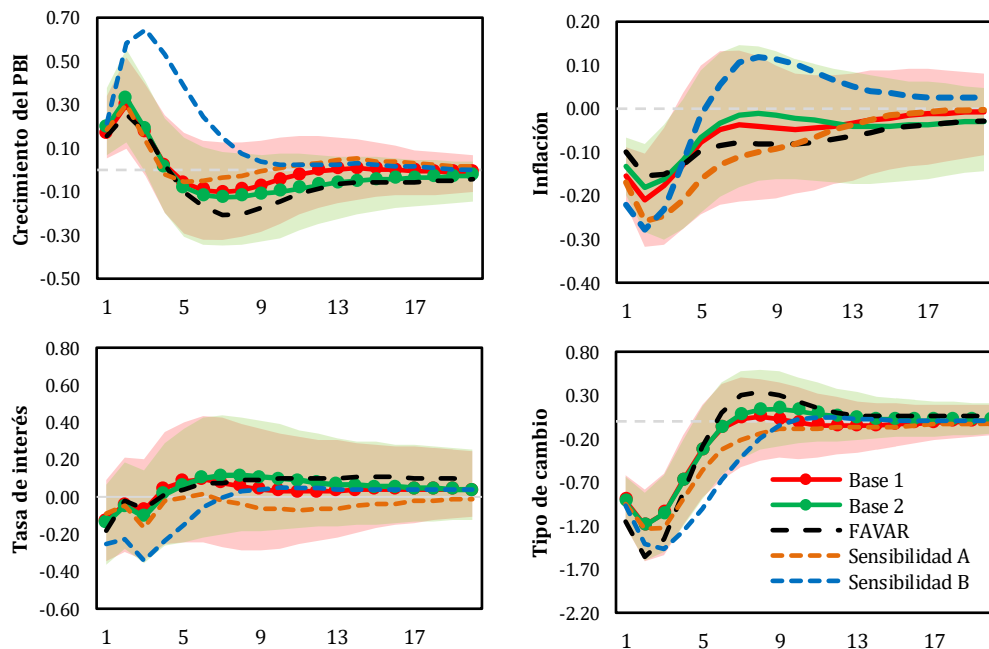 Crecimiento del PBI
0.70
0.50
0.30
0.10
-0.10
-0.30
-0.50
1 5 9 13 17
Inflación
0.20
0.10
0.00
-0.10
-0.20
-0.30
-0.40
1 5 9 13 17
Tasa de interés
0.80
0.60
0.40
0.20
0.00
-0.20
-0.40
-0.60
1 5 9 13 17
Tipo de cambio
0.80
0.30
-0.20
-0.70
-1.20
-1.70
-2.20
1 5 9 13 17
Base 1
Base 2
FAVAR
Sensibilidad A
Sensibilidad B